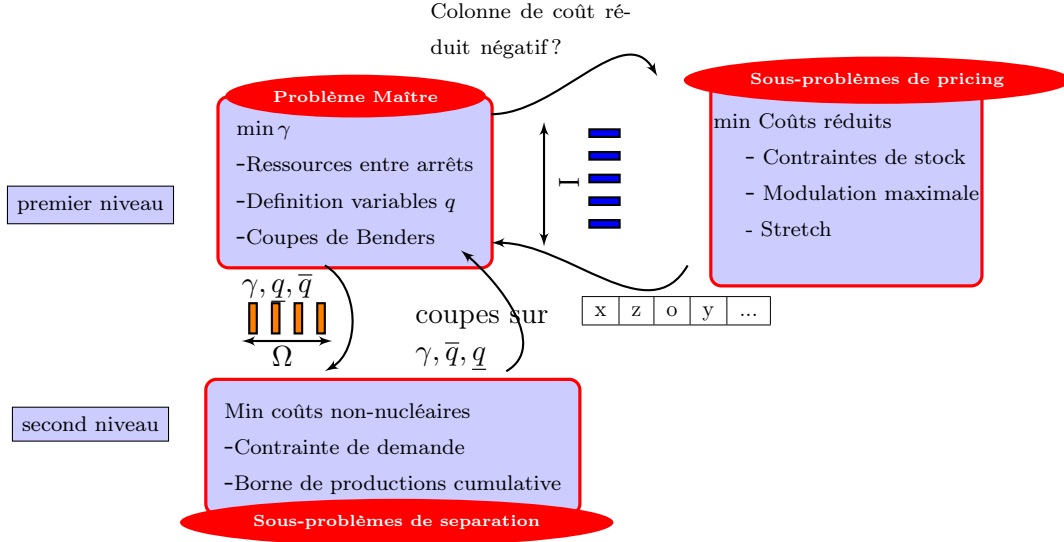 Colonne de coût ré-
duit négatif ?
Problème Maître
min γ
-Ressources entre arrêts
-Definition variables q
-Coupes de Benders
Sous-problèmes de pricing
min Coûts réduits
- Contraintes de stock
- Modulation maximale
- Stretch
I
premier niveau
γ, q, q̅
Ω
coupes sur
γ, q̅, q
x z o y ...
second niveau
Min coûts non-nucléaires
-Contrainte de demande
-Borne de productions cumulative
Sous-problèmes de separation